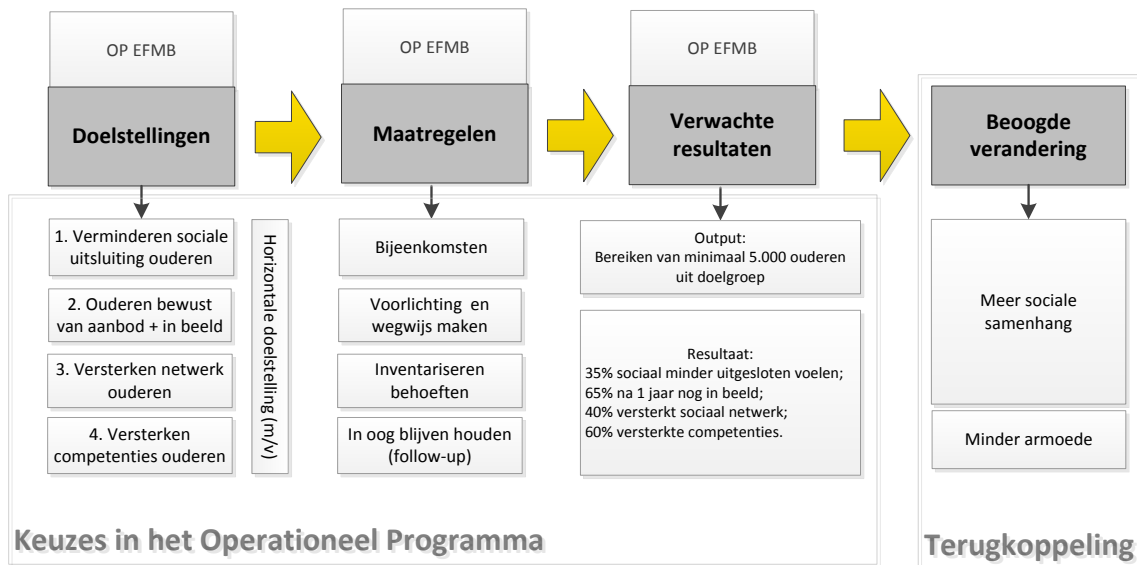 OP EFMB
Doelstellingen
1. Verminderen sociale
uitsluiting ouderen
2. Ouderen bewust
van aanbod + in beeld
3. Versterken netwerk
ouderen
4. Versterken
competenties ouderen
Horizontale doelstelling (m/v)
OP EFMB
Maatregelen
Bijeenkomsten
Voorlichting en
wegwijs maken
Inventariseren
behoeften
In oog blijven houden
(follow-up)
OP EFMB
Verwachte
resultaten
Output:
Bereiken van minimaal 5.000 ouderen
uit doelgroep
Resultaat:
35% sociaal minder uitgesloten voelen;
65% na 1 jaar nog in beeld;
40% versterkt sociaal netwerk;
60% versterkte competenties.
Keuzes in het Operationeel Programma
Beoogde
verandering
Meer sociale
samenhang
Minder armoede
Terugkoppeling